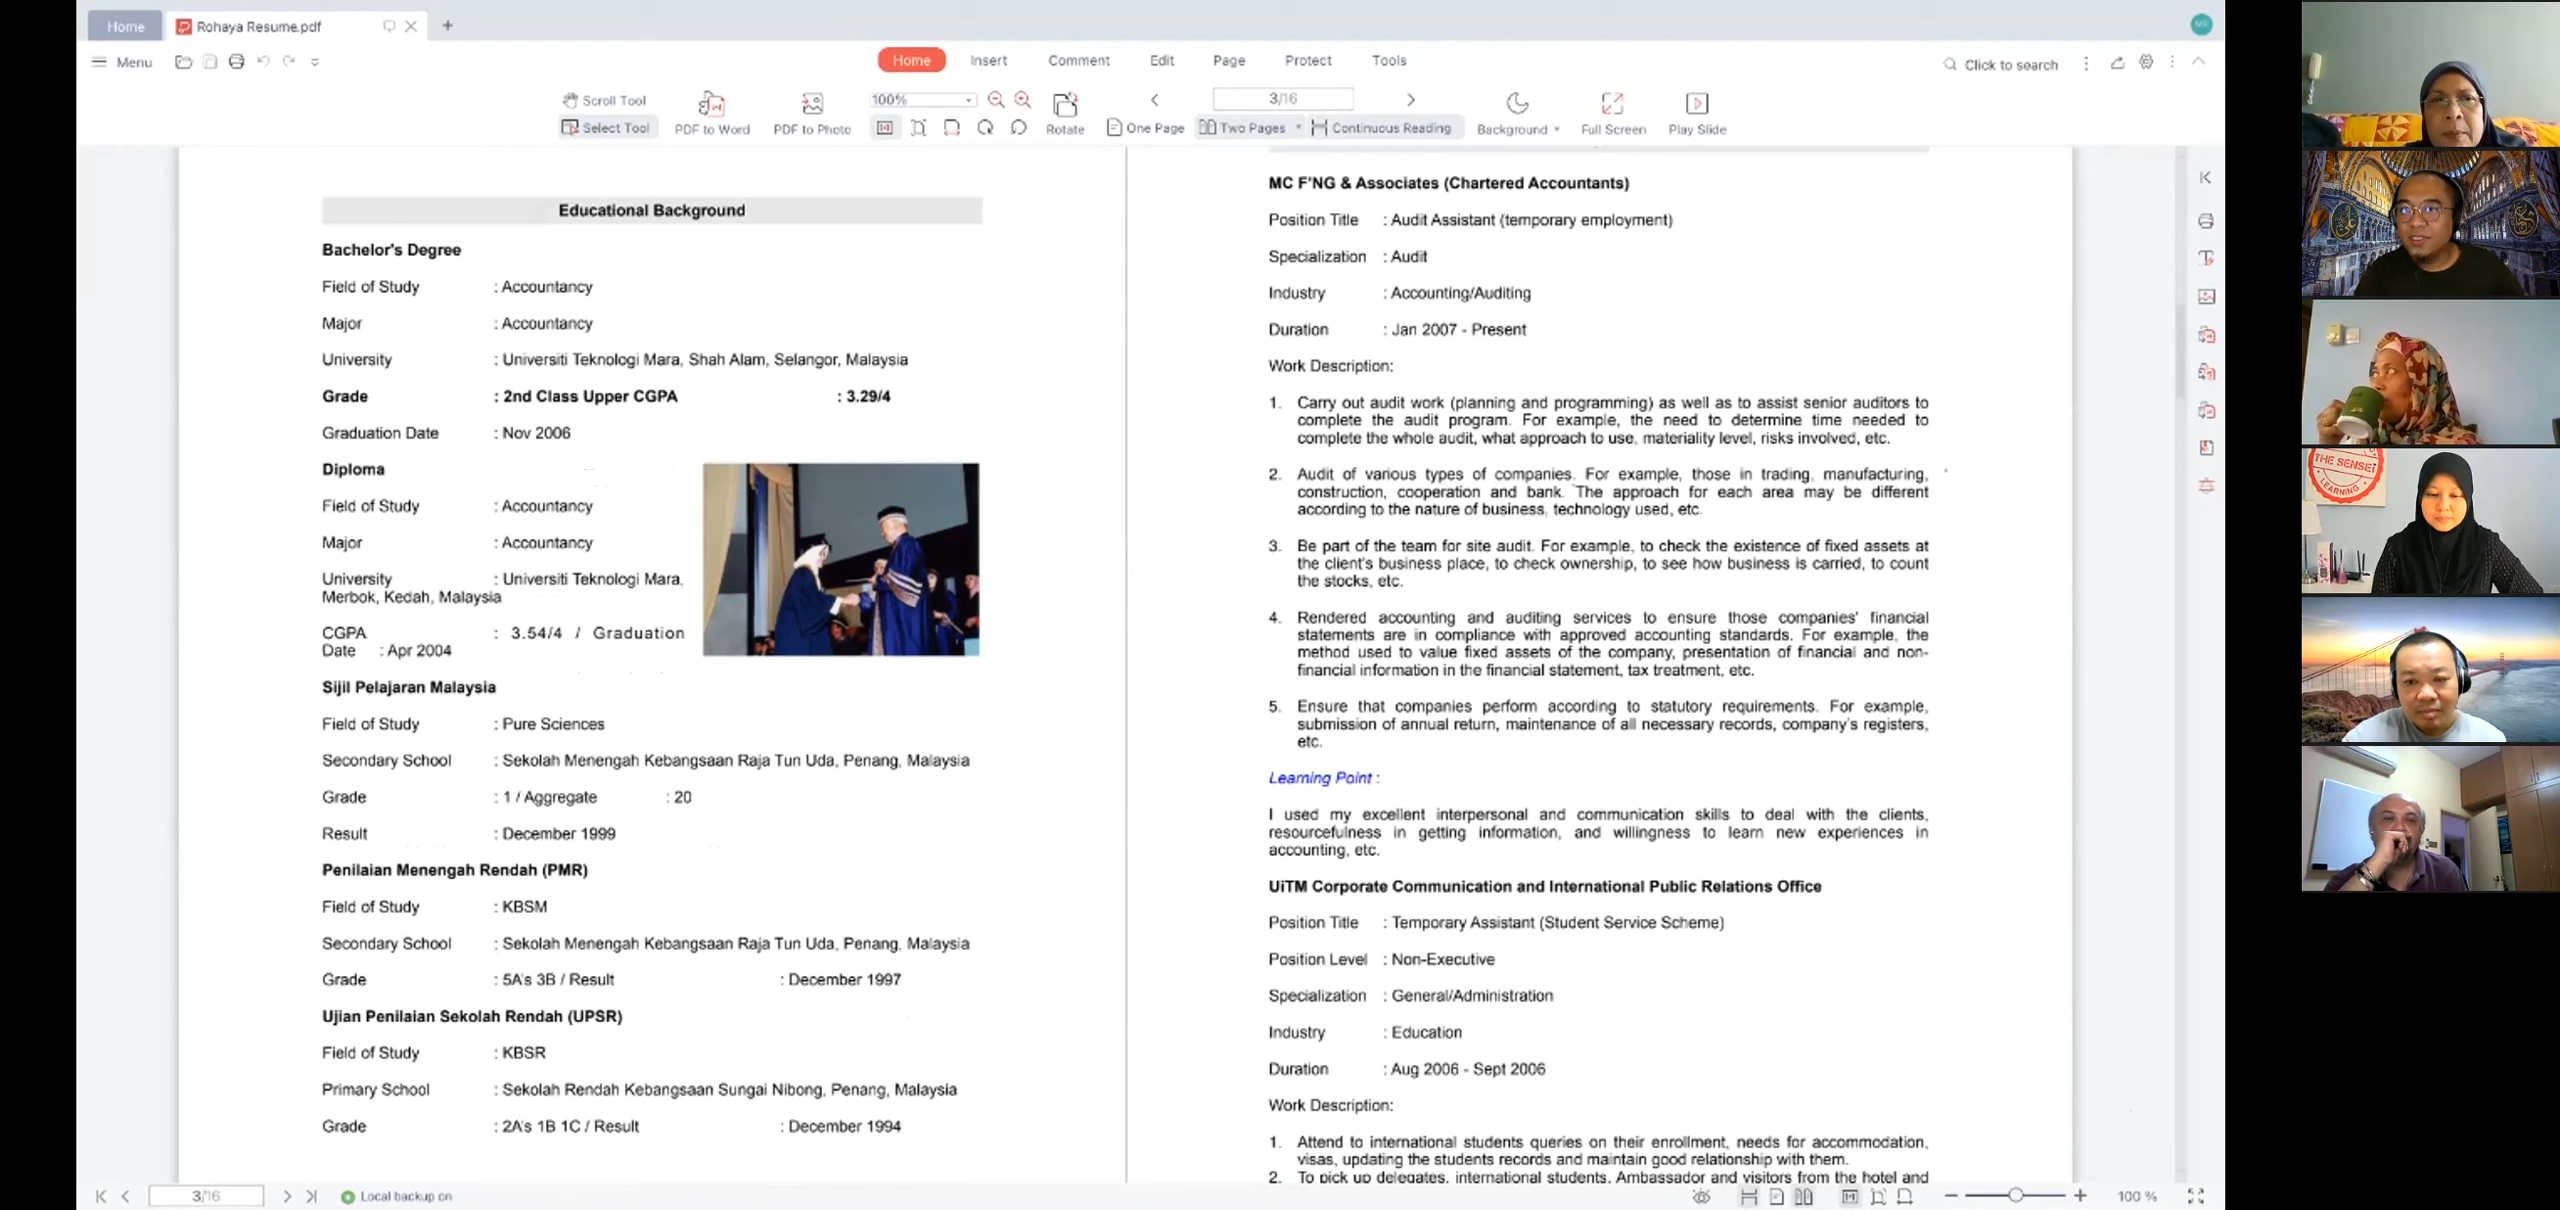 Home
Rohaya Resume.pdf
MR
Menu
Home
Insert
Comment
Edit
Page
Protect
Tools
Click to search
Scroll Tool
Select Tool
PDF to Word
PDF to Photo
100%
Rotate
3/16
One Page
Two Pages
Continuous Reading
Background
Full Screen
Play Slide
Educational Background
Bachelor's Degree
Field of Study : Accountancy
Major : Accountancy
University : Universiti Teknologi Mara, Shah Alam, Selangor, Malaysia
Grade : 2nd Class Upper CGPA : 3.29/4
Graduation Date : Nov 2006
Diploma
Field of Study : Accountancy
Major : Accountancy
University : Universiti Teknologi Mara,
Merbok, Kedah, Malaysia
CGPA : 3.54/4 / Graduation
Date : Apr 2004
Sijil Pelajaran Malaysia
Field of Study : Pure Sciences
Secondary School : Sekolah Menengah Kebangsaan Raja Tun Uda, Penang, Malaysia
Grade : 1 / Aggregate : 20
Result : December 1999
Penilaian Menengah Rendah (PMR)
Field of Study : KBSM
Secondary School : Sekolah Menengah Kebangsaan Raja Tun Uda, Penang, Malaysia
Grade : 5A's 3B / Result : December 1997
Ujian Penilaian Sekolah Rendah (UPSR)
Field of Study : KBSR
Primary School : Sekolah Rendah Kebangsaan Sungai Nibong, Penang, Malaysia
Grade : 2A's 1B 1C / Result : December 1994
MC F'NG & Associates (Chartered Accountants)
Position Title : Audit Assistant (temporary employment)
Specialization : Audit
Industry : Accounting/Auditing
Duration : Jan 2007 - Present
Work Description:
1. Carry out audit work (planning and programming) as well as to assist senior auditors to
complete the audit program. For example, the need to determine time needed to
complete the whole audit, what approach to use, materiality level, risks involved, etc.
2. Audit of various types of companies. For example, those in trading, manufacturing,
construction, cooperation and bank. The approach for each area may be different
according to the nature of business, technology used, etc.
3. Be part of the team for site audit. For example, to check the existence of fixed assets at
the client's business place, to check ownership, to see how business is carried, to count
the stocks, etc.
4. Rendered accounting and auditing services to ensure those companies' financial
statements are in compliance with approved accounting standards. For example, the
method used to value fixed assets of the company, presentation of financial and non-
financial information in the financial statement, tax treatment, etc.
5. Ensure that companies perform according to statutory requirements. For example,
submission of annual return, maintenance of all necessary records, company's registers,
etc.
Learning Point :
I used my excellent interpersonal and communication skills to deal with the clients,
resourcefulness in getting information, and willingness to learn new experiences in
accounting, etc.
UiTM Corporate Communication and International Public Relations Office
Position Title : Temporary Assistant (Student Service Scheme)
Position Level : Non-Executive
Specialization : General/Administration
Industry : Education
Duration : Aug 2006 - Sept 2006
Work Description:
1. Attend to international students queries on their enrollment, needs for accommodation,
visas, updating the students records and maintain good relationship with them.
2. To pick up delegates, international students, Ambassador and visitors from the hotel and
3/16
Local backup on
100 %
THE SENSEI
LEARNING